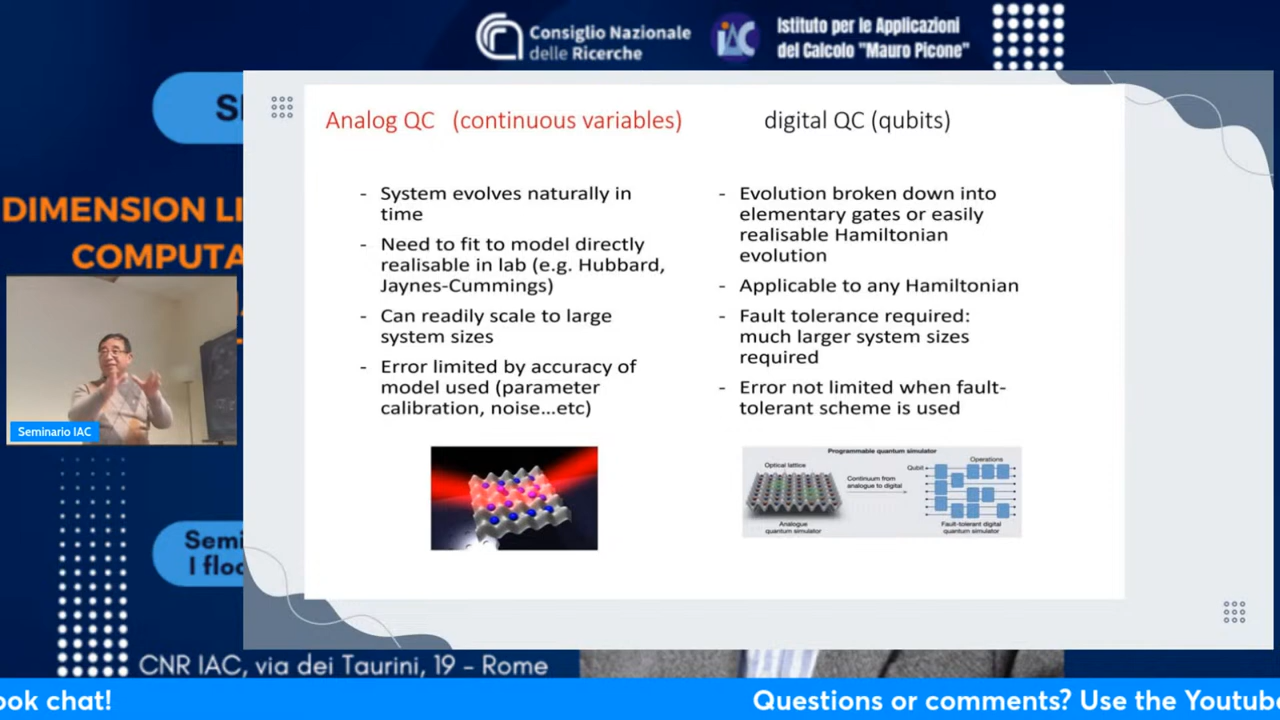 Consiglio Nazionale
delle Ricerche
IAC
Istituto per le Applicazioni
del Calcolo "Mauro Picone"
DIMENSION LI
COMPUTA
Seminario IAC
Semi
I floo
CNR IAC, via dei Taurini, 19 - Rome
Analog QC (continuous variables)
- System evolves naturally in
time
- Need to fit to model directly
realisable in lab (e.g. Hubbard,
Jaynes-Cummings)
- Can readily scale to large
system sizes
- Error limited by accuracy of
model used (parameter
calibration, noise...etc)
digital QC (qubits)
- Evolution broken down into
elementary gates or easily
realisable Hamiltonian
evolution
- Applicable to any Hamiltonian
- Fault tolerance required:
much larger system sizes
required
- Error not limited when fault-
tolerant scheme is used
Programmable quantum simulator
Optical lattice
Analogue
quantum simulator
Continuum from
analogue to digital
Operations
Qubit
Fault-tolerant digital
quantum simulator
ook chat!
Questions or comments? Use the Youtube